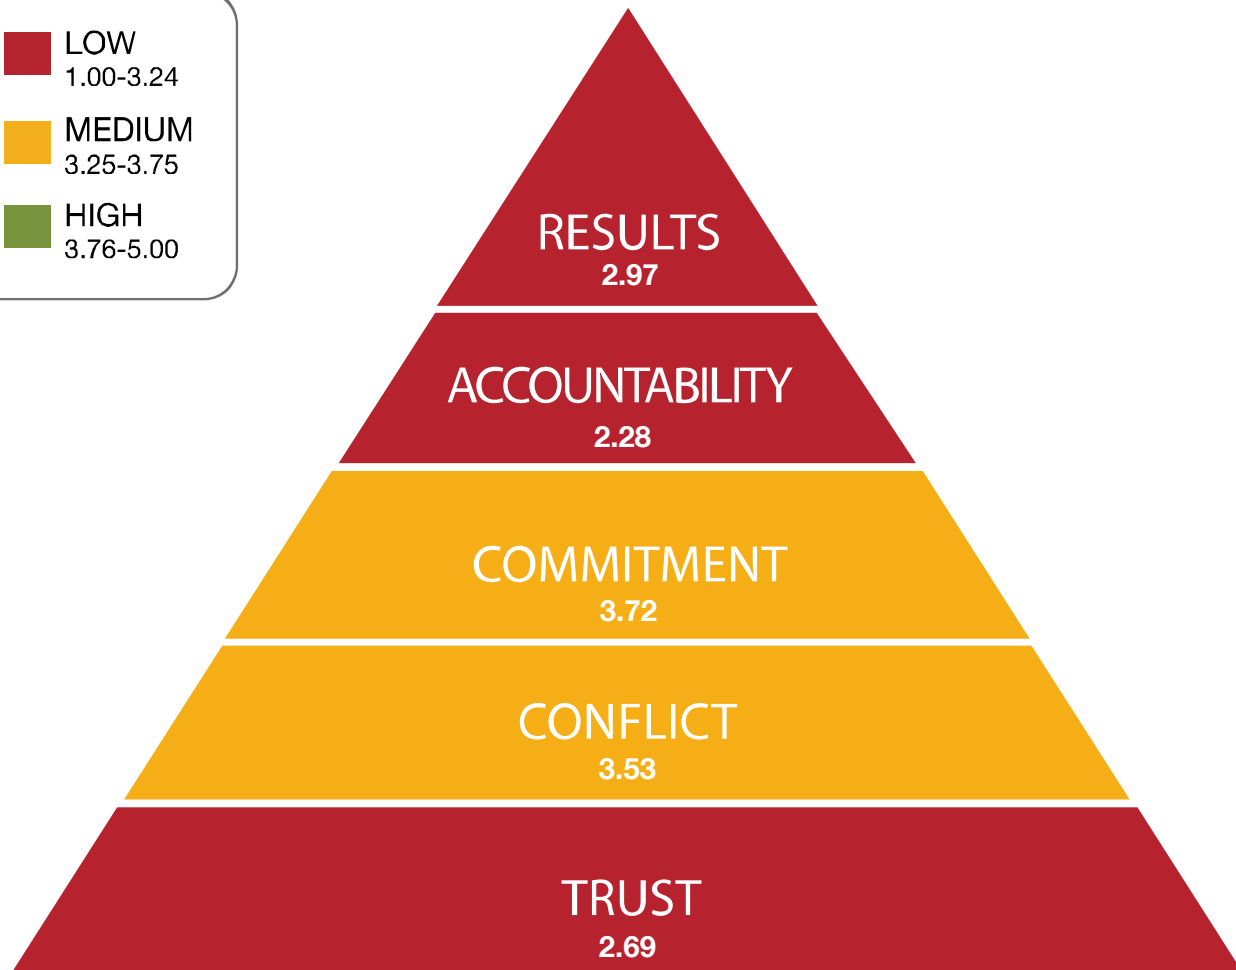 LOW
1.00-3.24
MEDIUM
3.25-3.75
HIGH
3.76-5.00
RESULTS
2.97
ACCOUNTABILITY
2.28
COMMITMENT
3.72
CONFLICT
3.53
TRUST
2.69